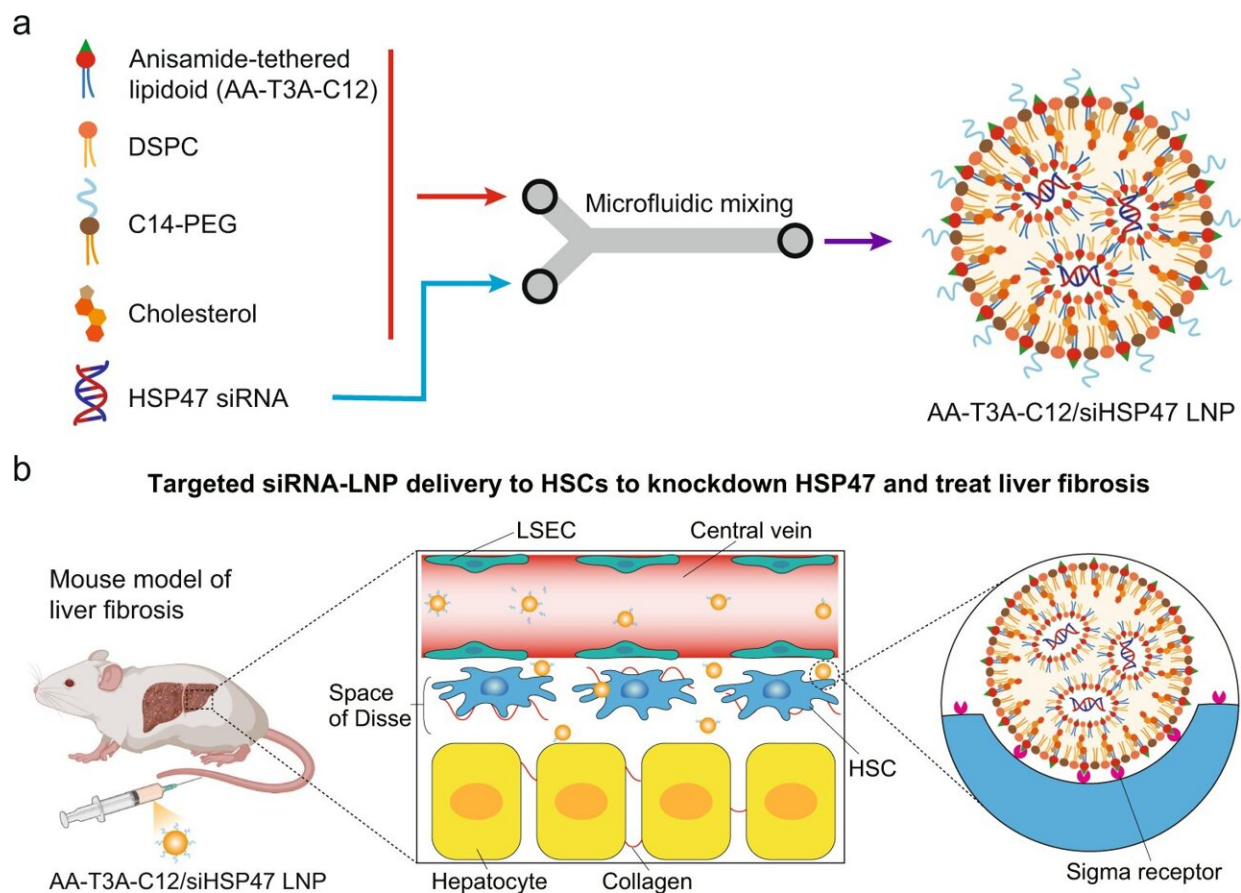 a
Anisamide-tethered
lipidoid (AA-T3A-C12)
DSPC
C14-PEG
Cholesterol
HSP47 siRNA
Microfluidic mixing
AA-T3A-C12/siHSP47 LNP
b
Targeted siRNA-LNP delivery to HSCs to knockdown HSP47 and treat liver fibrosis
Mouse model of
liver fibrosis
AA-T3A-C12/siHSP47 LNP
LSEC
Central vein
Space
of Disse
HSC
Hepatocyte
Collagen
Sigma receptor